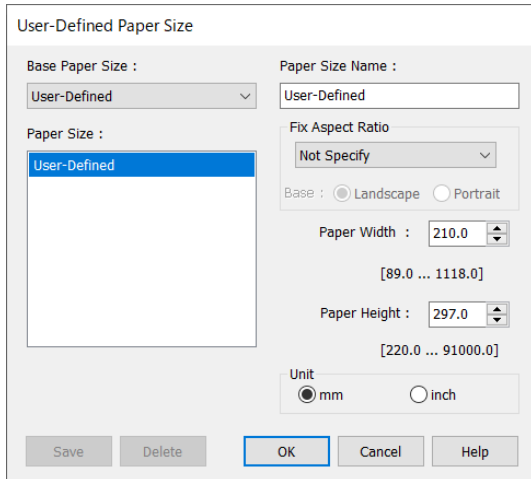 User-Defined Paper Size
Base Paper Size :
User-Defined
Paper Size :
User-Defined
Paper Size Name :
User-Defined
Fix Aspect Ratio
Not Specify
Base : Landscape Portrait
Paper Width : 210.0
[89.0 ... 1118.0]
Paper Height : 297.0
[220.0 ... 91000.0]
Unit
mm inch
Save Delete OK Cancel Help